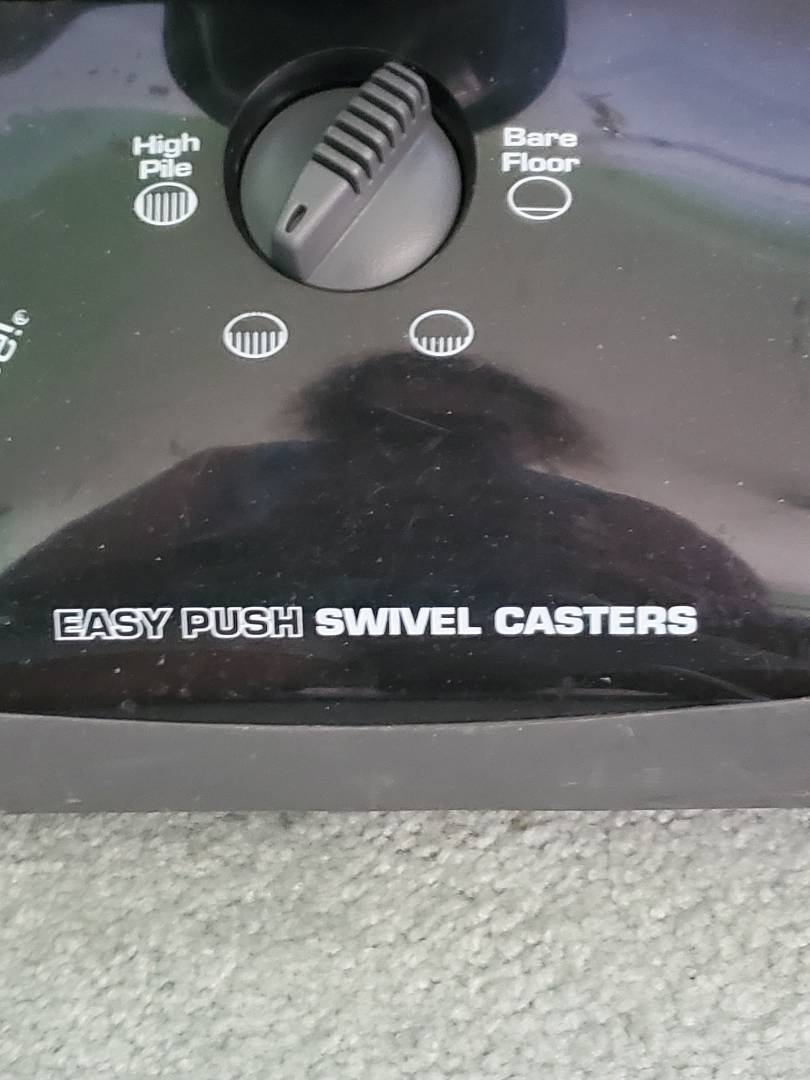 High
Pile
Bare
Floor
EASY PUSH SWIVEL CASTERS